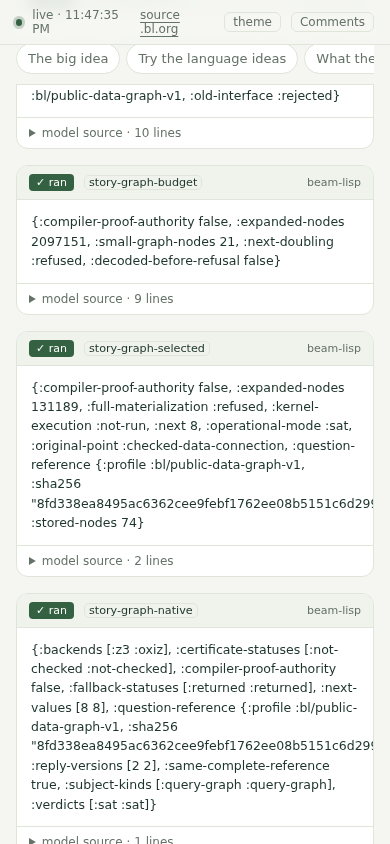 live · 11:47:35 PM
source .bl.org
theme
Comments
The big idea
Try the language ideas
What the
:bl/public-data-graph-v1, :old-interface :rejected}
model source · 10 lines
✓ ran
story-graph-budget
beam-lisp
{:compiler-proof-authority false, :expanded-nodes
2097151, :small-graph-nodes 21, :next-doubling
:refused, :decoded-before-refusal false}
model source · 9 lines
✓ ran
story-graph-selected
beam-lisp
{:compiler-proof-authority false, :expanded-nodes
131189, :full-materialization :refused, :kernel-
execution :not-run, :next 8, :operational-mode :sat,
:original-point :checked-data-connection, :question-
reference {:profile :bl/public-data-graph-v1,
:sha256
"8fd338ea8495ac6362cee9febf1762ee08b5151c6d299
:stored-nodes 74}
model source · 2 lines
✓ ran
story-graph-native
beam-lisp
{:backends [:z3 :oxiz], :certificate-statuses [:not-
checked :not-checked], :compiler-proof-authority
false, :fallback-statuses [:returned :returned], :next-
values [8 8], :question-reference {:profile :bl/public-
data-graph-v1, :sha256
"8fd338ea8495ac6362cee9febf1762ee08b5151c6d299
:reply-versions [2 2], :same-complete-reference
true, :subject-kinds [:query-graph :query-graph],
:verdicts [:sat :sat]}
model source · 1 lines